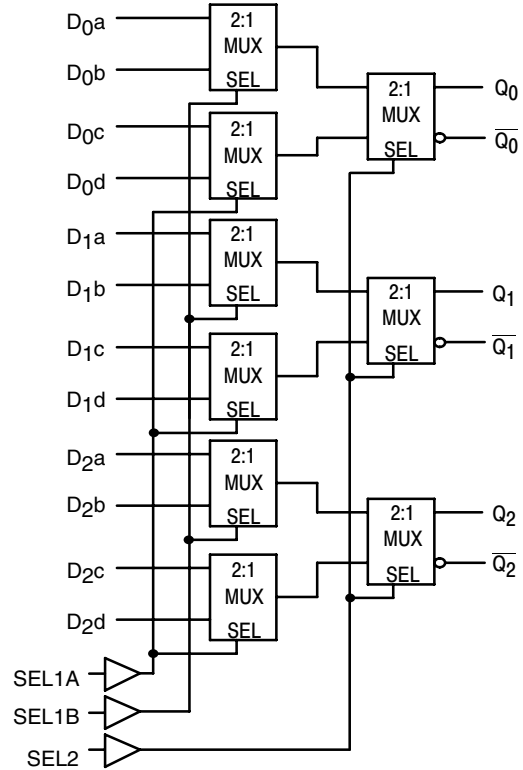 D0a
2:1
MUX
SEL
D0b
2:1
MUX
SEL
Q0
Q0
D0c
2:1
MUX
SEL
D0d
D1a
2:1
MUX
SEL
D1b
2:1
MUX
SEL
Q1
Q1
D1c
2:1
MUX
SEL
D1d
D2a
2:1
MUX
SEL
D2b
2:1
MUX
SEL
Q2
Q2
D2c
2:1
MUX
SEL
D2d
SEL1A
SEL1B
SEL2